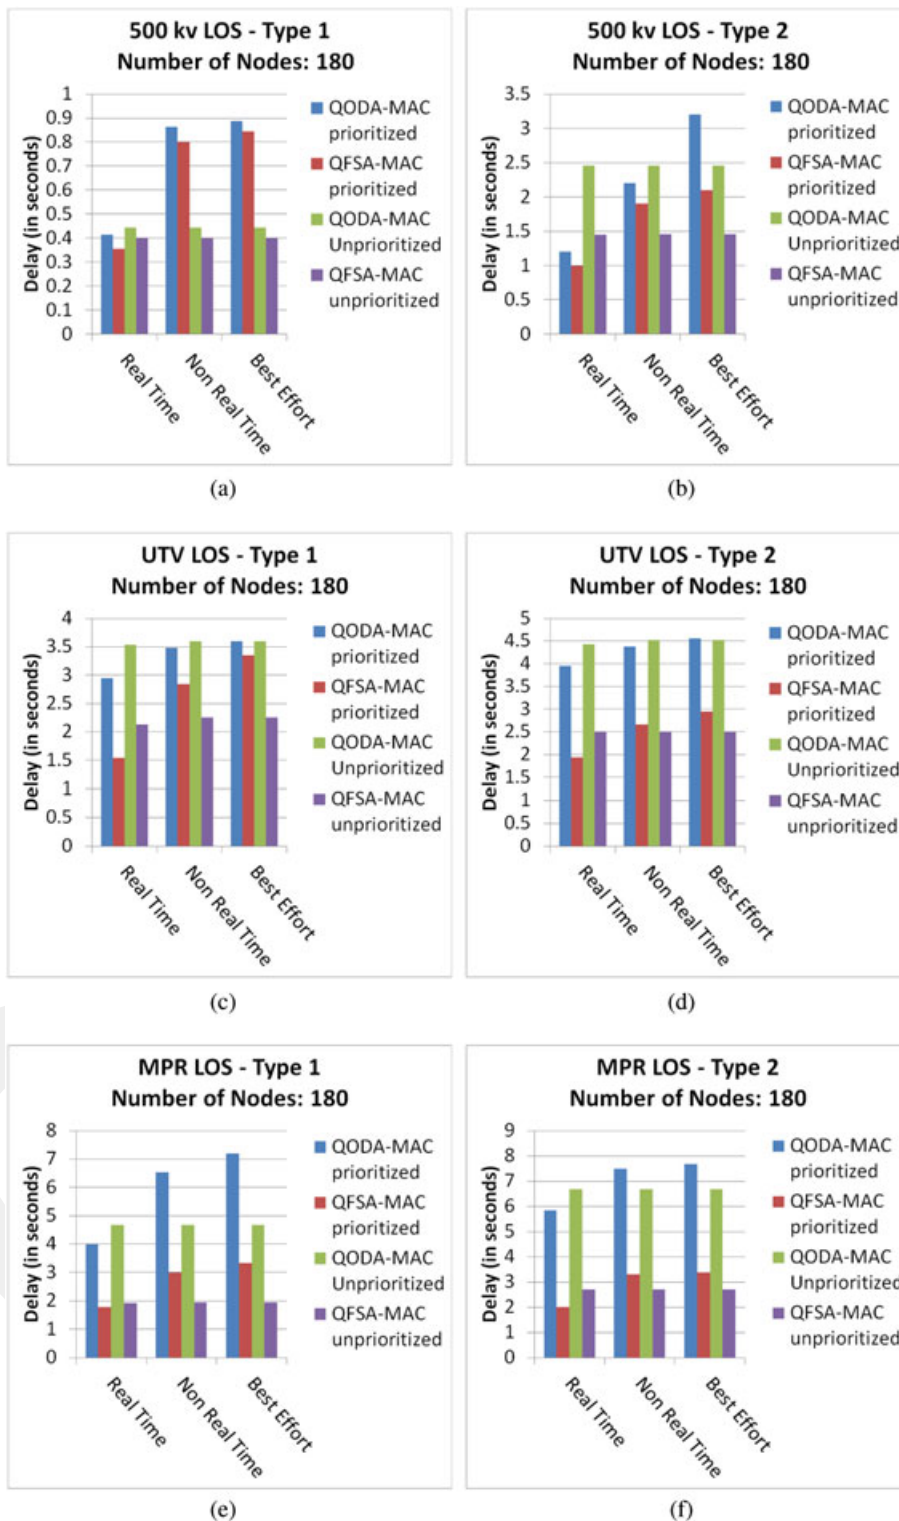 500 kv LOS - Type 1
Number of Nodes: 180
Delay (in seconds)
1
0.9
0.8
0.7
0.6
0.5
0.4
0.3
0.2
0.1
0
Real Time
Non Real Time
Best Effort
QODA-MAC
prioritized
QFSA-MAC
prioritized
QODA-MAC
Unprioritized
QFSA-MAC
unprioritized
(a)
500 kv LOS - Type 2
Number of Nodes: 180
Delay (in seconds)
3.5
3
2.5
2
1.5
1
0.5
0
Real Time
Non Real Time
Best Effort
QODA-MAC
prioritized
QFSA-MAC
prioritized
QODA-MAC
Unprioritized
QFSA-MAC
unprioritized
(b)
UTV LOS - Type 1
Number of Nodes: 180
Delay (in seconds)
4
3.5
3
2.5
2
1.5
1
0.5
0
Real Time
Non Real Time
Best Effort
QODA-MAC
prioritized
QFSA-MAC
prioritized
QODA-MAC
Unprioritized
QFSA-MAC
unprioritized
(c)
UTV LOS - Type 2
Number of Nodes: 180
Delay (in seconds)
5
4.5
4
3.5
3
2.5
2
1.5
1
0.5
0
Real Time
Non Real Time
Best Effort
QODA-MAC
prioritized
QFSA-MAC
prioritized
QODA-MAC
Unprioritized
QFSA-MAC
unprioritized
(d)
MPR LOS - Type 1
Number of Nodes: 180
Delay (in seconds)
8
7
6
5
4
3
2
1
0
Real Time
Non Real Time
Best Effort
QODA-MAC
prioritized
QFSA-MAC
prioritized
QODA-MAC
Unprioritized
QFSA-MAC
unprioritized
(e)
MPR LOS - Type 2
Number of Nodes: 180
Delay (in seconds)
9
8
7
6
5
4
3
2
1
0
Real Time
Non Real Time
Best Effort
QODA-MAC
prioritized
QFSA-MAC
prioritized
QODA-MAC
Unprioritized
QFSA-MAC
unprioritized
(f)